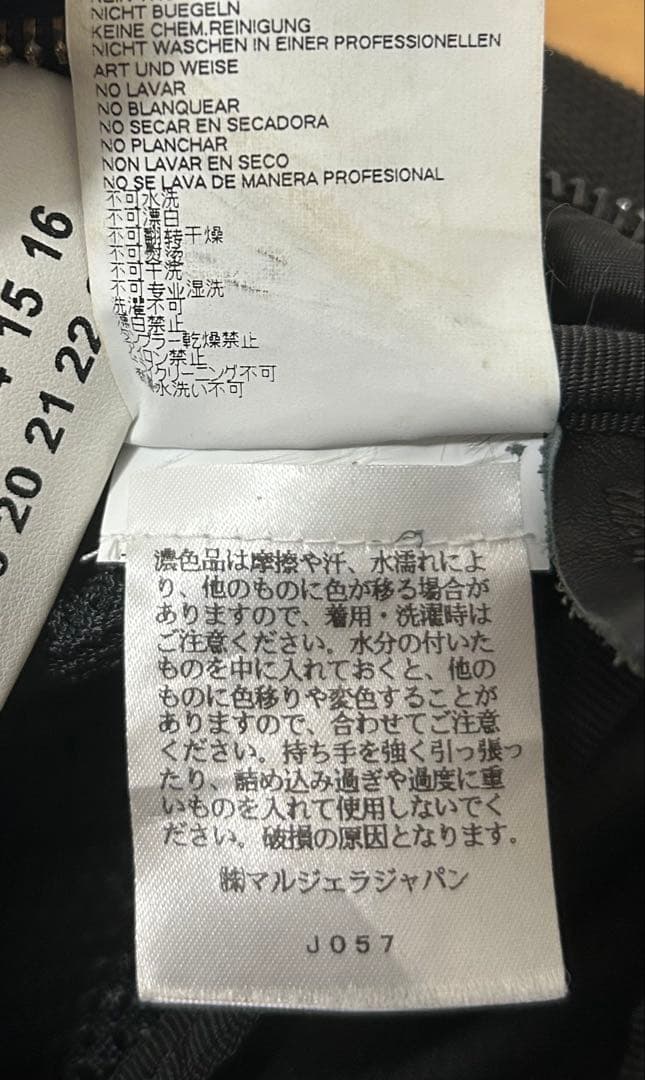 NICHT BUEGELN
KEINE CHEM.REINIGUNG
NICHT WASCHEN IN EINER PROFESSIONELLEN
ART UND WEISE
NO LAVAR
NO BLANQUEAR
NO SECAR EN SECADORA
NO PLANCHAR
NON LAVAR EN SECO
NO SE LAVA DE MANERA PROFESIONAL
不可水洗
不可漂白
不可翻转干燥
不可熨烫
不可干洗
不可专业湿洗
洗濯不可
漂白禁止
ラー乾燥禁止
ロン禁止
クリーニング不可
水洗い不可
15 16
20 21 22
濃色品は摩擦や汗、水濡れによ
り、他のものに色が移る場合が
ありますので、着用・洗濯時は
ご注意ください。水分の付いた
ものを中に入れておくと、他の
ものに色移りや変色することが
ありますので、合わせてご注意
ください。持ち手を強く引っ張っ
たり、詰め込み過ぎや過度に重
いものを入れて使用しないでく
ださい。破損の原因となります。
㈱マルジェラジャパン
J057